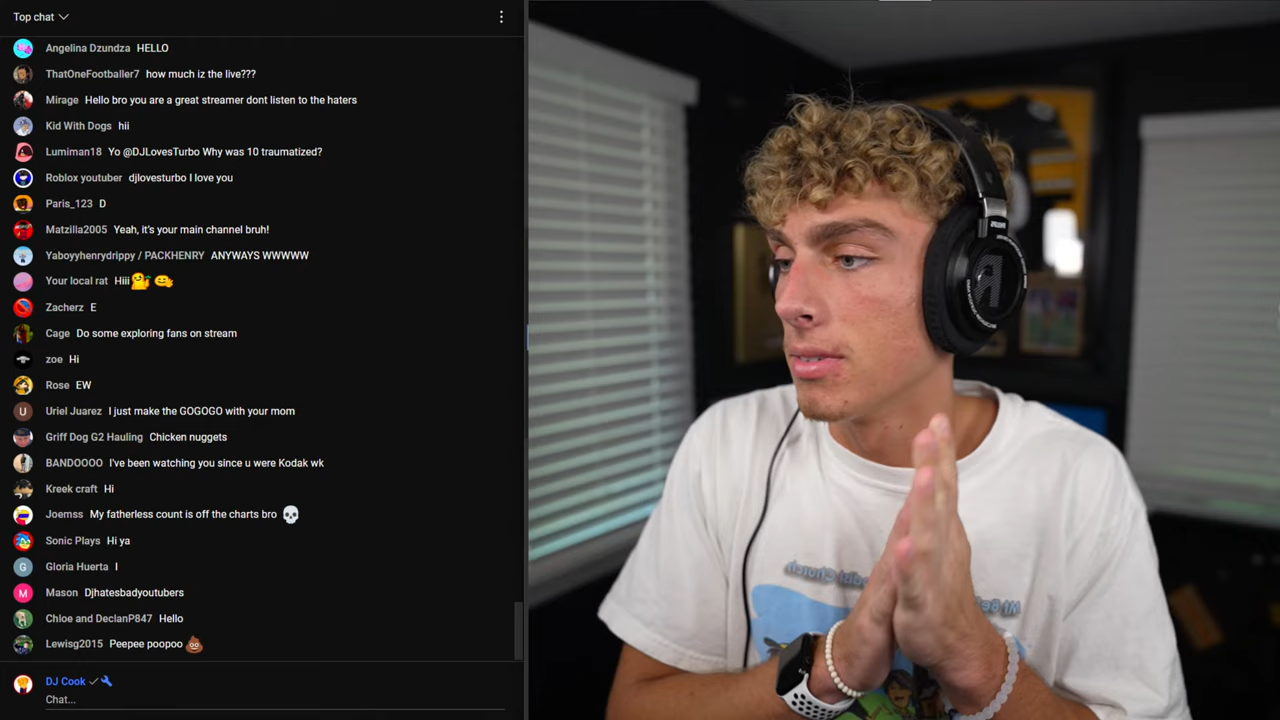 Top chat
Angelina Dzundza HELLO
ThatOneFootballer7 how much iz the live???
Mirage Hello bro you are a great streamer dont listen to the haters
Kid With Dogs hii
Lumiman18 Yo @DJLovesTurbo Why was 10 traumatized?
Roblox youtuber djlovesturbo I love you
Paris_123 D
Matzilla2005 Yeah, it's your main channel bruh!
Yaboyyhenrydrippy / PACKHENRY ANYWAYS WWWWW
Your local rat Hiii
Zacherz E
Cage Do some exploring fans on stream
zoe Hi
Rose EW
U Uriel Juarez I just make the GOGOGO with your mom
Griff Dog G2 Hauling Chicken nuggets
BANDOOOO I've been watching you since u were Kodak wk
Kreek craft Hi
Joemss My fatherless count is off the charts bro
Sonic Plays Hi ya
G Gloria Huerta I
M Mason Djhatesbadyoutubers
Chloe and DeclanP847 Hello
Lewisg2015 Peepee poopoo
DJ Cook
Chat...